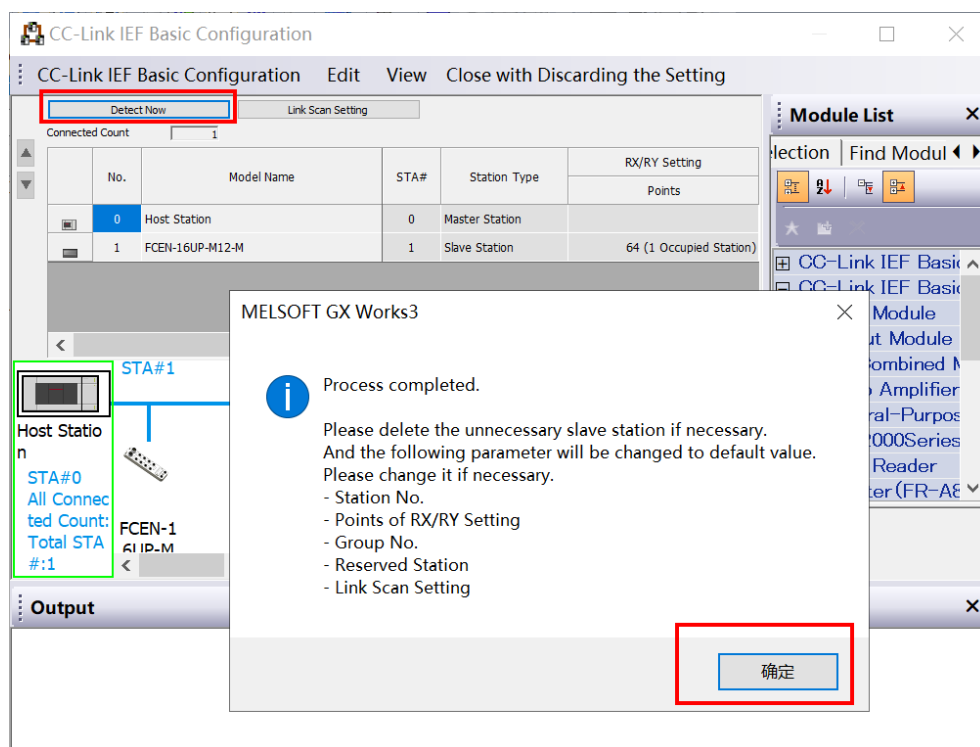 CC-Link IEF Basic Configuration
CC-Link IEF Basic Configuration Edit View Close with Discarding the Setting
Detect Now Link Scan Setting
Connected Count 1
No. Model Name STA# Station Type RX/RY Setting
Points
0 Host Station 0 Master Station
1 FCEN-16UP-M12-M 1 Slave Station 64 (1 Occupied Station)
Module List
lection Find Modul
CC-Link IEF Basic
CC-Link IEF Basic
Module
ut Module
ombined
Amplifier
ral-Purpos
2000Series
Reader
ter(FR-A8
STA#1
Host Statio
n
STA#0
All Connec
ted Count:
Total STA
#:1
FCEN-1
6UP-M
MELSOFT GX Works3
Process completed.
Please delete the unnecessary slave station if necessary.
And the following parameter will be changed to default value.
Please change it if necessary.
- Station No.
- Points of RX/RY Setting
- Group No.
- Reserved Station
- Link Scan Setting
确定
Output